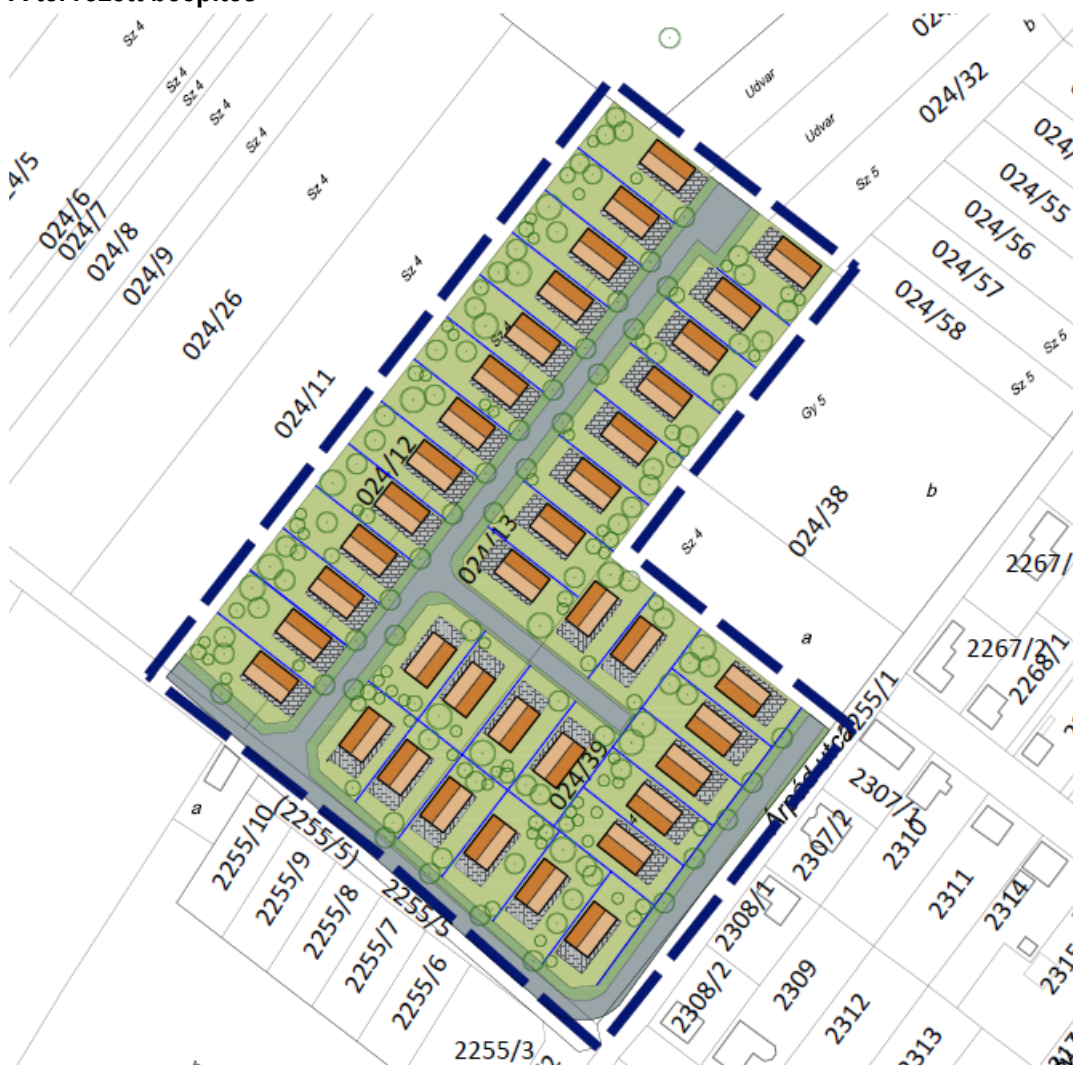 A tervezett beépítés
Sz 4
Sz 4
Sz 4
Sz 4
Sz 4
Sz 4
Sz 4
Sz 4
024/6
024/7
024/8
024/9
024/26
024/11
024/12
024/13
024/39
Udvar
Udvar
b
024/32
Sz 5
024/55
024/56
024/57
024/58
Sz 5
Sz 5
Gy 5
b
024/38
Sz 4
a
2267/2
2268/1
2255/1
Árpád utca
2307/1
2307/2
2310
2311
2314
2308/1
2308/2
2309
2312
2313
a
2255/10
(2255/5)
2255/9
2255/8
2255/7
2255/6
2255/5
2255/3